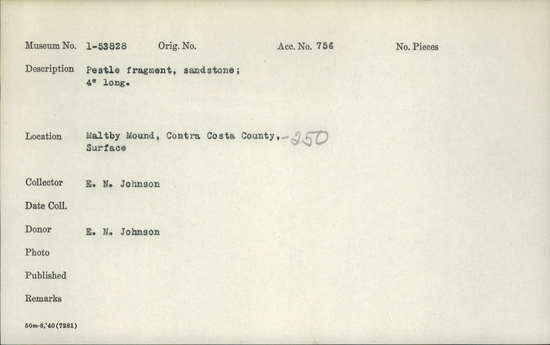 Museum No. 1-53828 Orig. No. Acc. No. 756 No. Pieces
Description Pestle fragment, sandstone;
4" long.
Location Maltby Mound, Contra Costa County, -250
Surface
Collector E. N. Johnson
Date Coll.
Donor E. N. Johnson
Photo
Published
Remarks
50m-8,'40(7281)